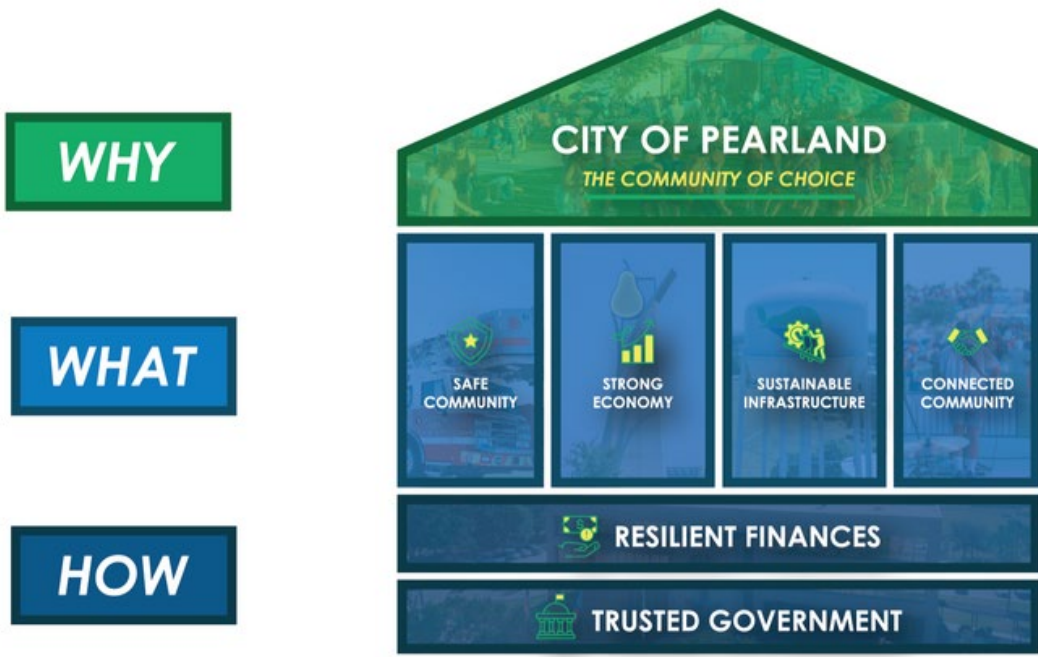 WHY
CITY OF PEARLAND
THE COMMUNITY OF CHOICE
WHAT
SAFE
COMMUNITY
STRONG
ECONOMY
SUSTAINABLE
INFRASTRUCTURE
CONNECTED
COMMUNITY
HOW
RESILIENT FINANCES
TRUSTED GOVERNMENT